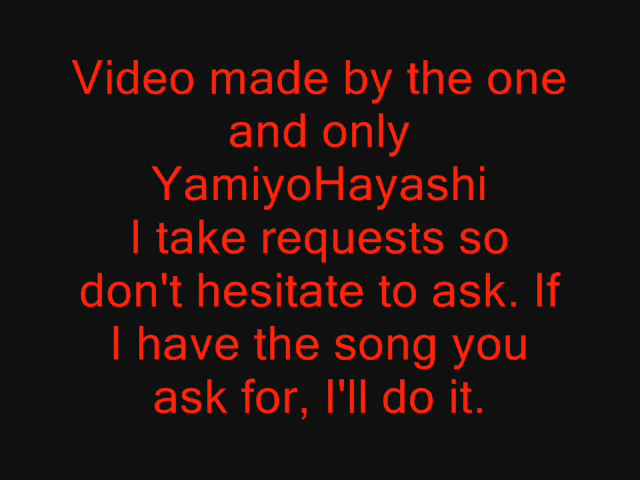 Video made by the one
and only
YamiyoHayashi
I take requests so
don't hesitate to ask. If
I have the song you
ask for, I'll do it.